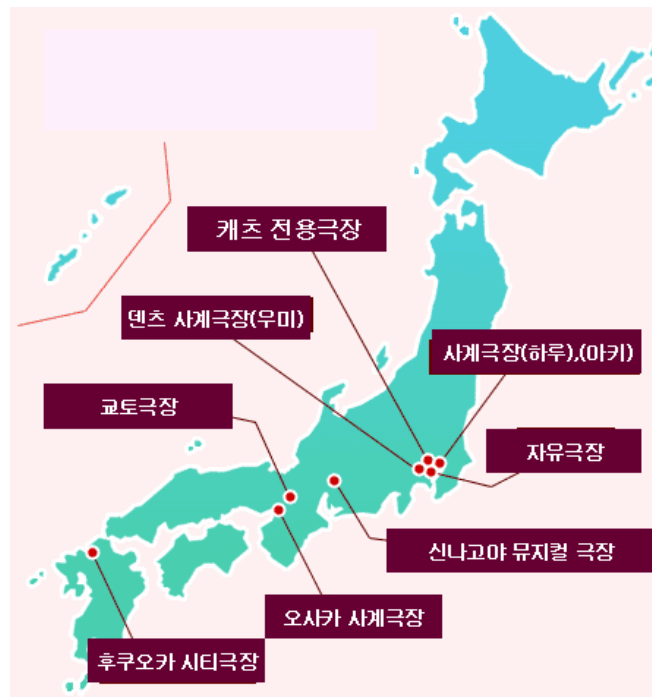 캐츠 전용극장
덴츠 사계극장(우미)
사계극장(하루),(아키)
교토극장
자유극장
신나고야 뮤지컬 극장
오사카 사계극장
후쿠오카 시티극장